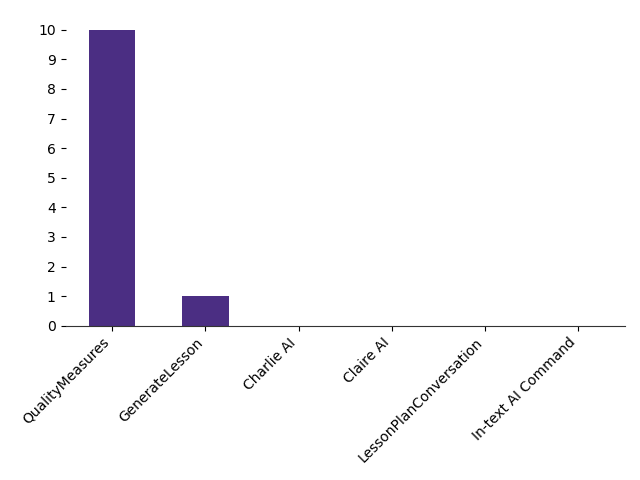 10
9
8
7
6
5
4
3
2
1
0
QualityMeasures
GenerateLesson
Charlie AI
Claire AI
LessonPlanConversation
In-text AI Command